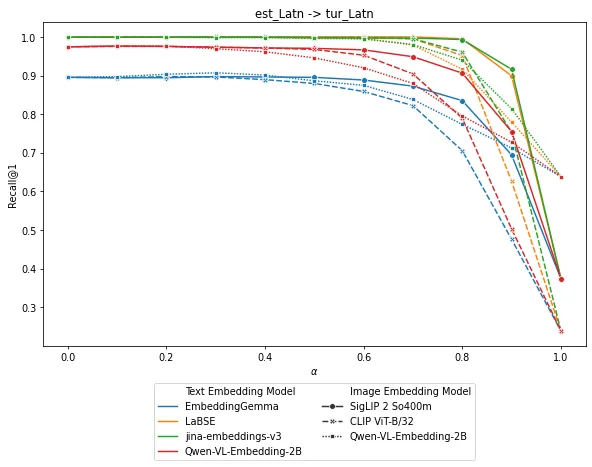 est_Latn -> tur_Latn
Recall@1
1.0
0.9
0.8
0.7
0.6
0.5
0.4
0.3
0.0 0.2 0.4 0.6 0.8 1.0
α
Text Embedding Model
EmbeddingGemma
LaBSE
jina-embeddings-v3
Qwen-VL-Embedding-2B
Image Embedding Model
SigLIP 2 So400m
CLIP ViT-B/32
Qwen-VL-Embedding-2B